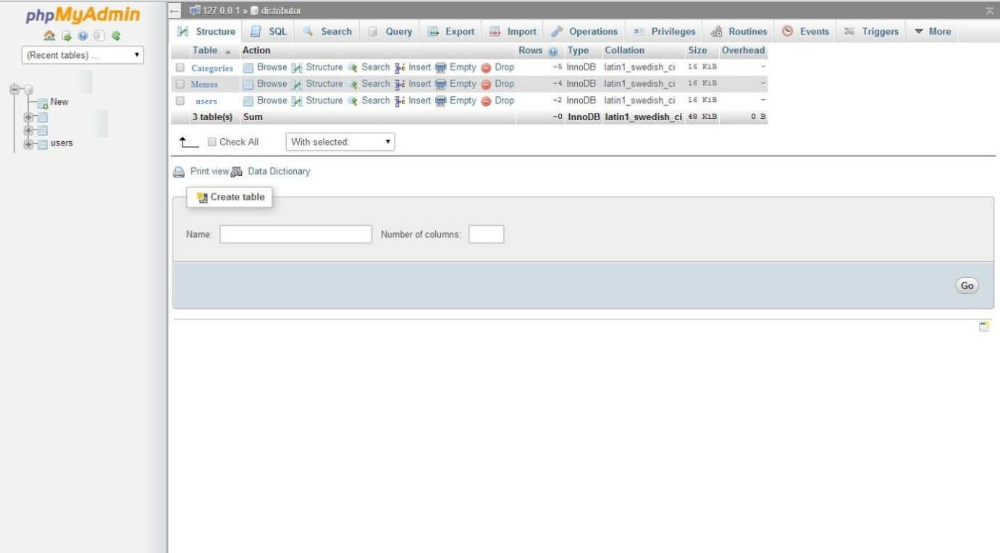 phpMyAdmin
(Recent tables) ...
New
users
127.0.0.1 » distributor
Structure SQL Search Query Export Import Operations Privileges Routines Events Triggers More
Table Action Rows Type Collation Size Overhead
Categories Browse Structure Search Insert Empty Drop ~5 InnoDB latin1_swedish_ci 16 KiB -
Memos Browse Structure Search Insert Empty Drop ~4 InnoDB latin1_swedish_ci 16 KiB -
users Browse Structure Search Insert Empty Drop ~2 InnoDB latin1_swedish_ci 16 KiB -
3 table(s) Sum ~0 InnoDB latin1_swedish_ci 48 KiB 0 B
Check All With selected:
Print view Data Dictionary
Create table
Name: Number of columns:
Go